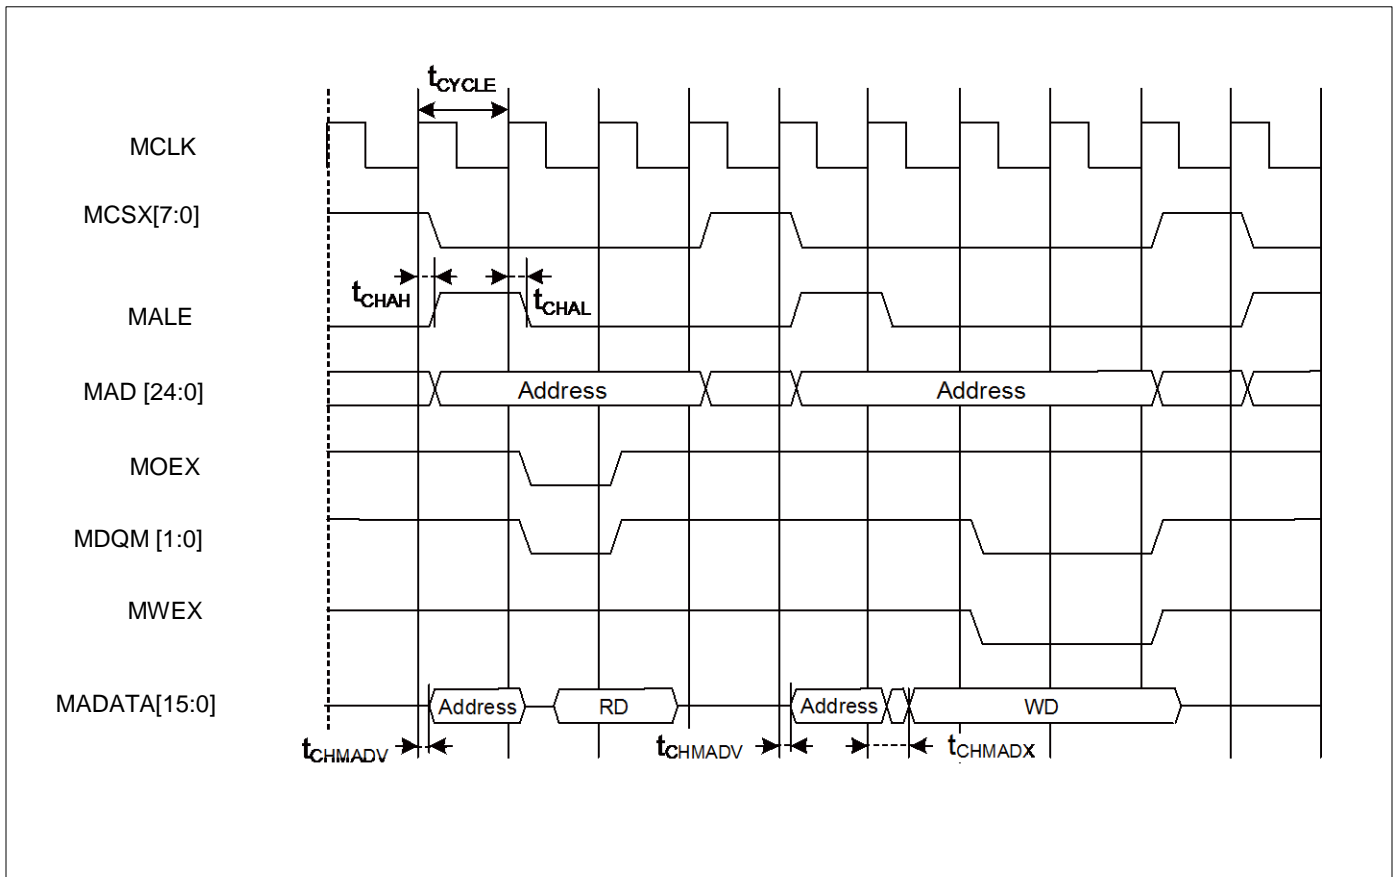 tCYCLE
MCLK
MCSX[7:0]
tCHAH
tCHAL
MALE
MAD [24:0]
Address
Address
MOEX
MDQM [1:0]
MWEX
MADATA[15:0]
Address
RD
Address
WD
tCHMADV
tCHMADV
tCHMADX